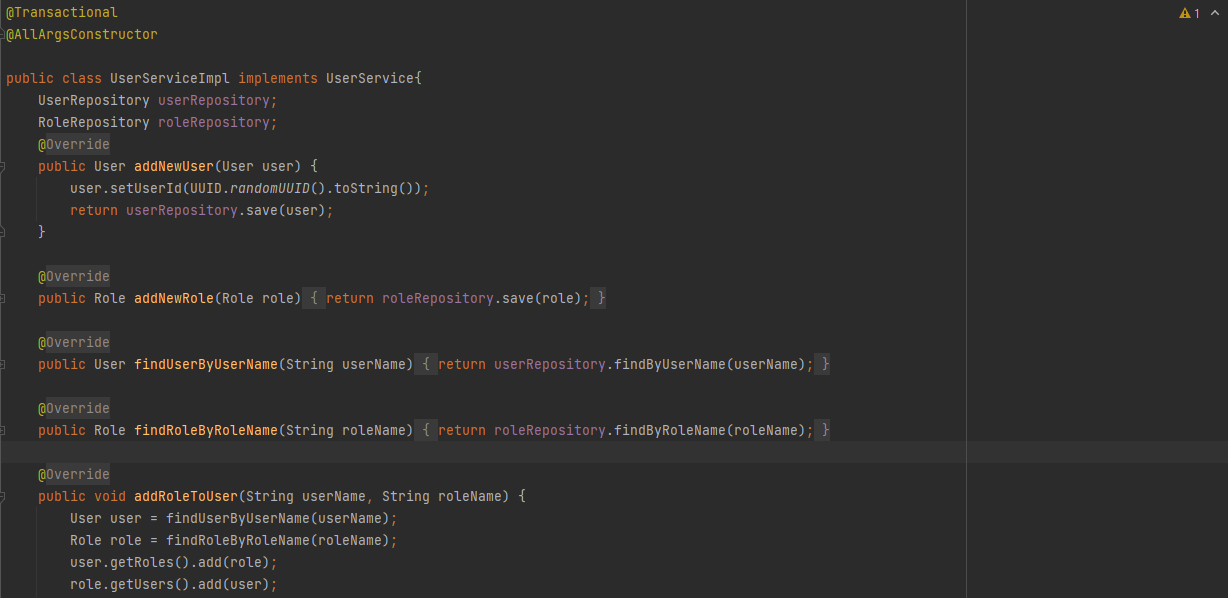 @Transactional
1
@AllArgsConstructor
public class UserServiceImpl implements UserService{
UserRepository userRepository;
RoleRepository roleRepository;
@Override
public User addNewUser(User user) {
user.setUserId(UUID.randomUUID().toString());
return userRepository.save(user);
}
@Override
public Role addNewRole(Role role) { return roleRepository.save(role); }
@Override
public User findUserByUserName(String userName) { return userRepository.findByUserName(userName); }
@Override
public Role findRoleByRoleName(String roleName) { return roleRepository.findByRoleName(roleName); }
@Override
public void addRoleToUser(String userName, String roleName) {
User user = findUserByUserName(userName);
Role role = findRoleByRoleName(roleName);
user.getRoles().add(role);
role.getUsers().add(user);